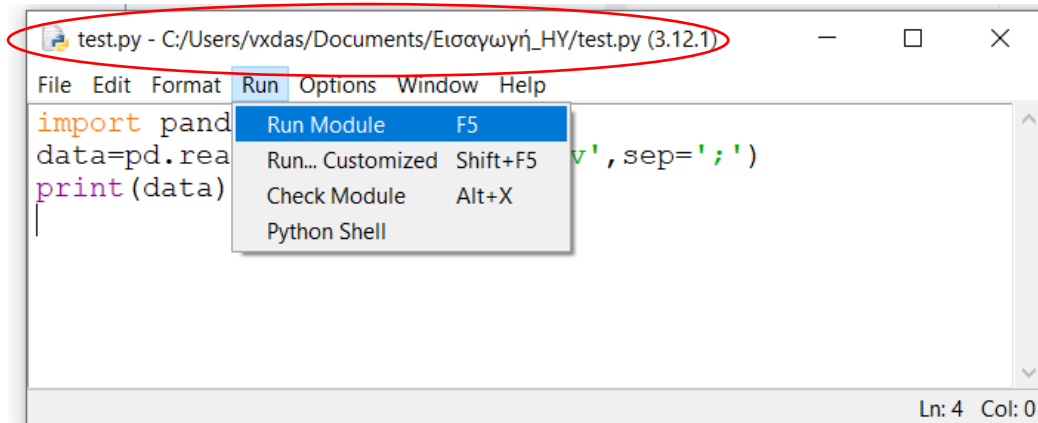 test.py - C:/Users/vxdas/Documents/Εισαγωγή_HY/test.py (3.12.1)
File Edit Format Run Options Window Help
import pand
data=pd.rea v',sep=';')
print(data)
Run Module F5
Run... Customized Shift+F5
Check Module Alt+X
Python Shell
Ln: 4 Col: 0